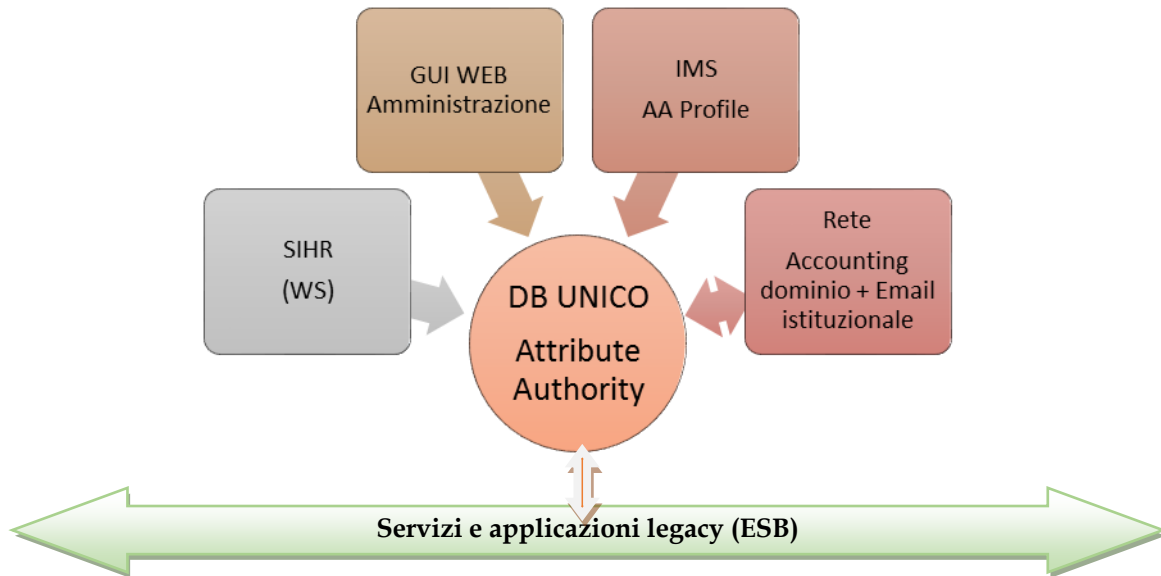 GUI WEB
Amministrazione
IMS
AA Profile
SIHR
(WS)
Rete
Accounting
dominio + Email
istituzionale
DB UNICO
Attribute
Authority
Servizi e applicazioni legacy (ESB)